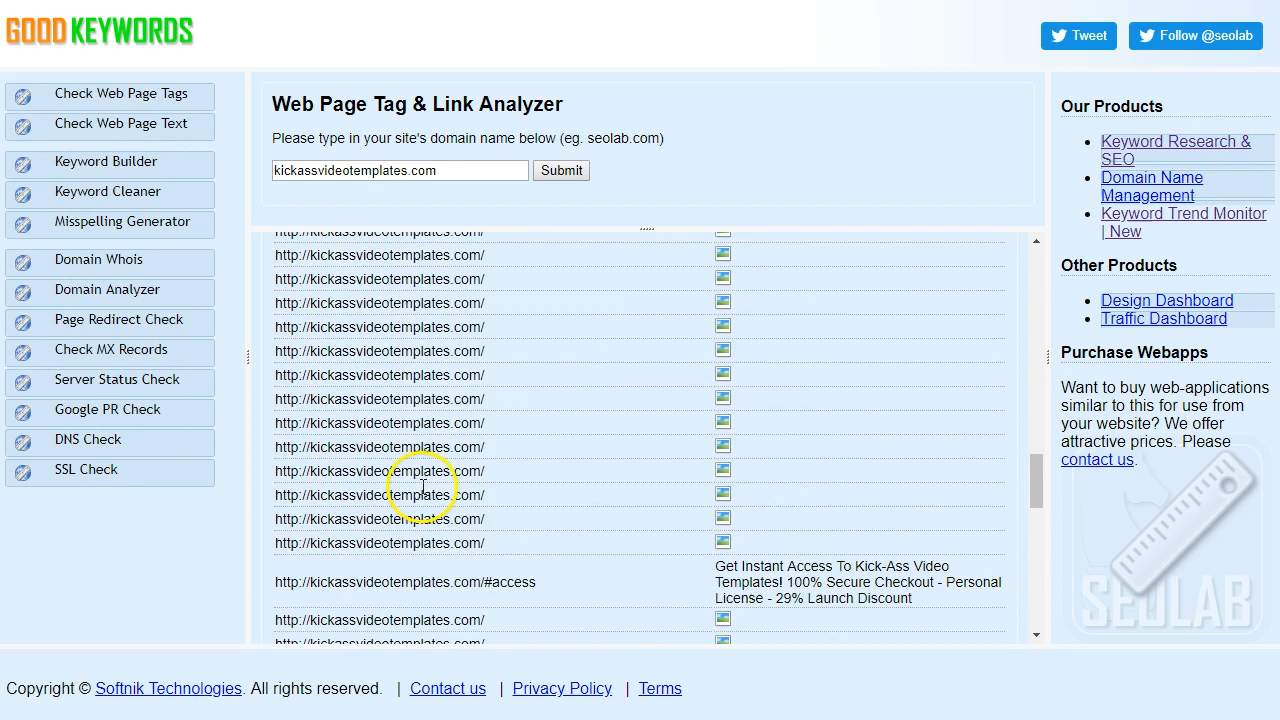 GOOD KEYWORDS
Tweet
Follow @seolab
Check Web Page Tags
Check Web Page Text
Keyword Builder
Keyword Cleaner
Misspelling Generator
Domain Whois
Domain Analyzer
Page Redirect Check
Check MX Records
Server Status Check
Google PR Check
DNS Check
SSL Check
Web Page Tag & Link Analyzer
Please type in your site's domain name below (eg. seolab.com)
kickassvideotemplates.com
Submit
http://kickassvideotemplates.com/
http://kickassvideotemplates.com/
http://kickassvideotemplates.com/
http://kickassvideotemplates.com/
http://kickassvideotemplates.com/
http://kickassvideotemplates.com/
http://kickassvideotemplates.com/
http://kickassvideotemplates.com/
http://kickassvideotemplates.com/
http://kickassvideotemplates.com/
http://kickassvideotemplates.com/
http://kickassvideotemplates.com/
http://kickassvideotemplates.com/
http://kickassvideotemplates.com/
http://kickassvideotemplates.com/#access
Get Instant Access To Kick-Ass Video
Templates! 100% Secure Checkout - Personal
License - 29% Launch Discount
http://kickassvideotemplates.com/
http://kickassvideotemplates.com/
Our Products
Keyword Research &
SEO
Domain Name
Management
Keyword Trend Monitor
| New
Other Products
Design Dashboard
Traffic Dashboard
Purchase Webapps
Want to buy web-applications
similar to this for use from
your website? We offer
attractive prices. Please
contact us.
SEOLAB
Copyright © Softnik Technologies. All rights reserved. | Contact us | Privacy Policy | Terms